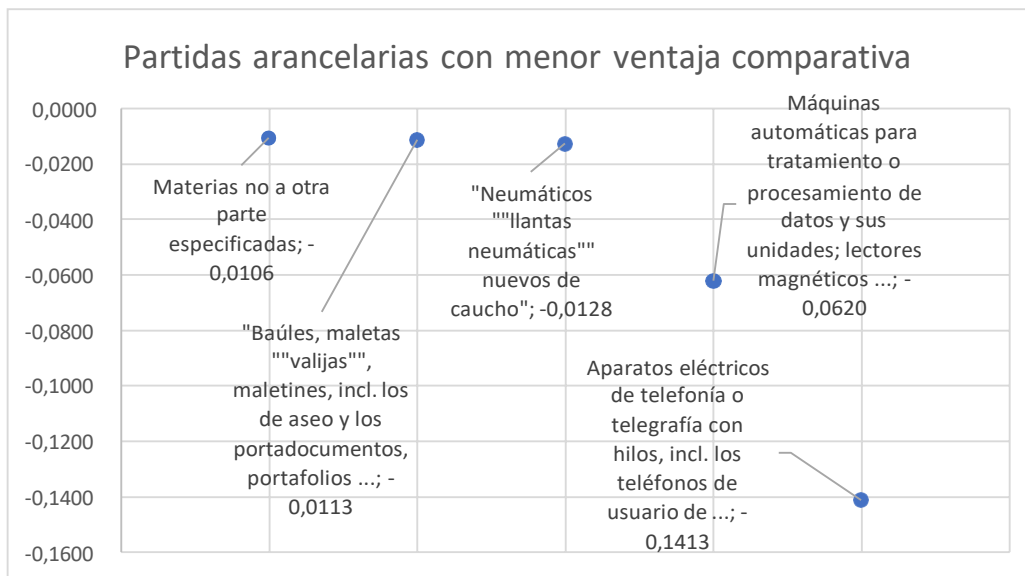 Partidas arancelarias con menor ventaja comparativa
0,0000
-0,0200
-0,0400
-0,0600
-0,0800
-0,1000
-0,1200
-0,1400
-0,1600
Materias no a otra
parte
especificadas; -
0,0106
"Baúles, maletas
""valijas"",
maletines, incl. los
de aseo y los
portadocumentos,
portafolios ...; -
0,0113
"Neumáticos
""llantas
neumáticas""
nuevos de
caucho"; -0,0128
Máquinas
automáticas para
tratamiento o
procesamiento de
datos y sus
unidades; lectores
magnéticos ...; -
0,0620
Aparatos eléctricos
de telefonía o
telegrafía con
hilos, incl. los
teléfonos de
usuario de ...; -
0,1413